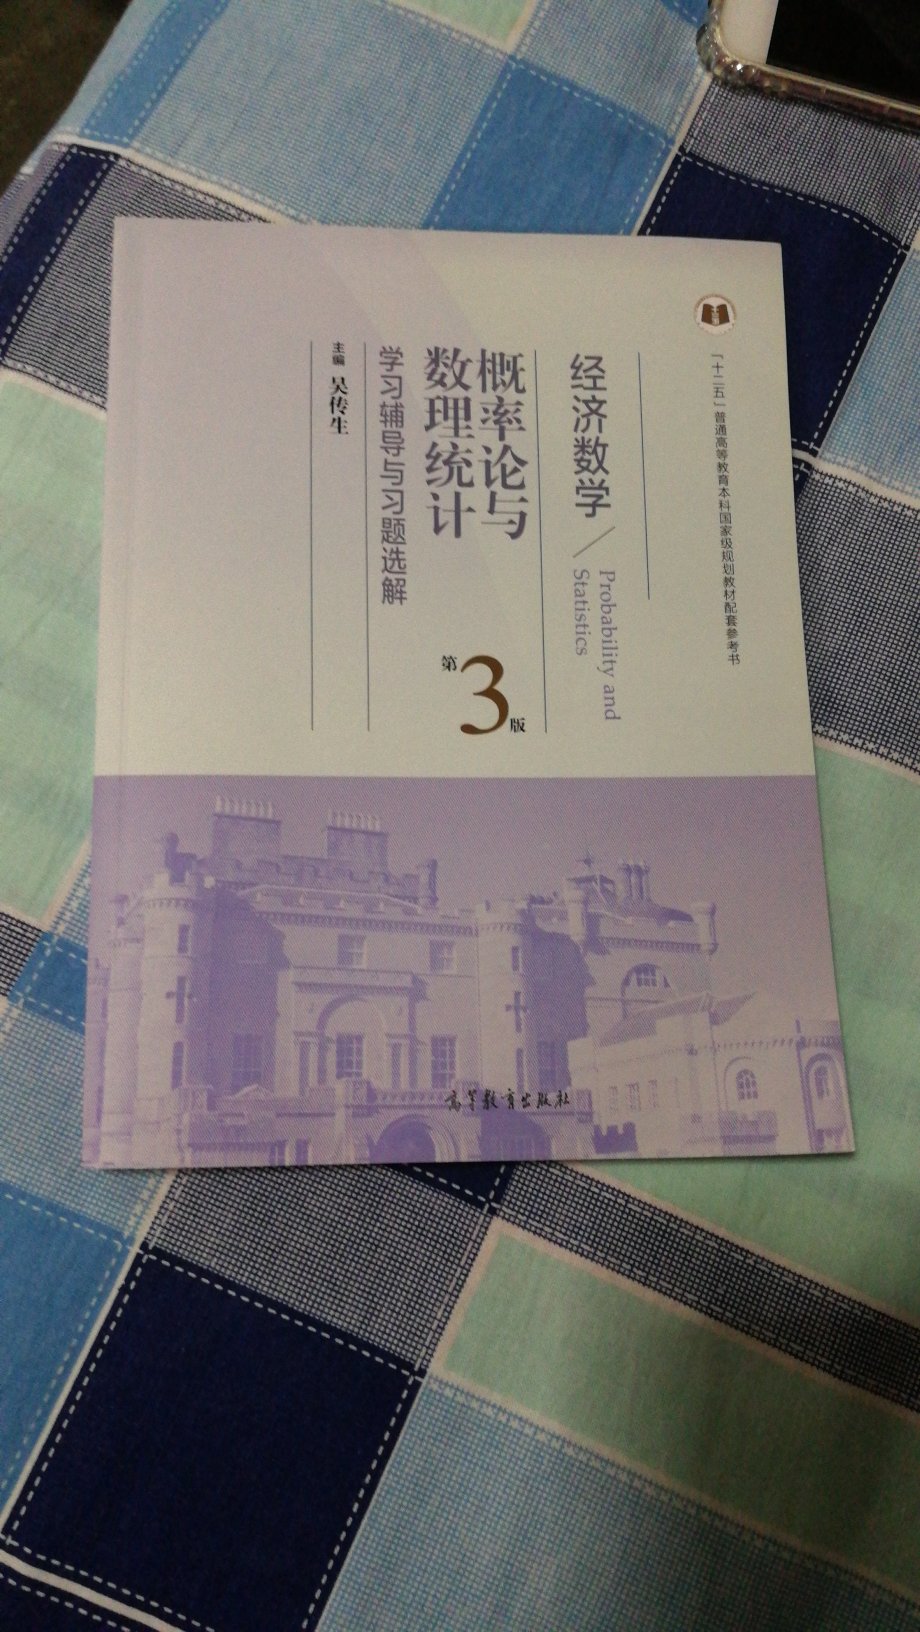 「十二五」普通高等教育本科国家级规划教材配套参考书
经济数学
Probability and
Statistics
概率论与
数理统计
第3版
学习辅导与习题选解
主编 吴传生
高等教育出版社